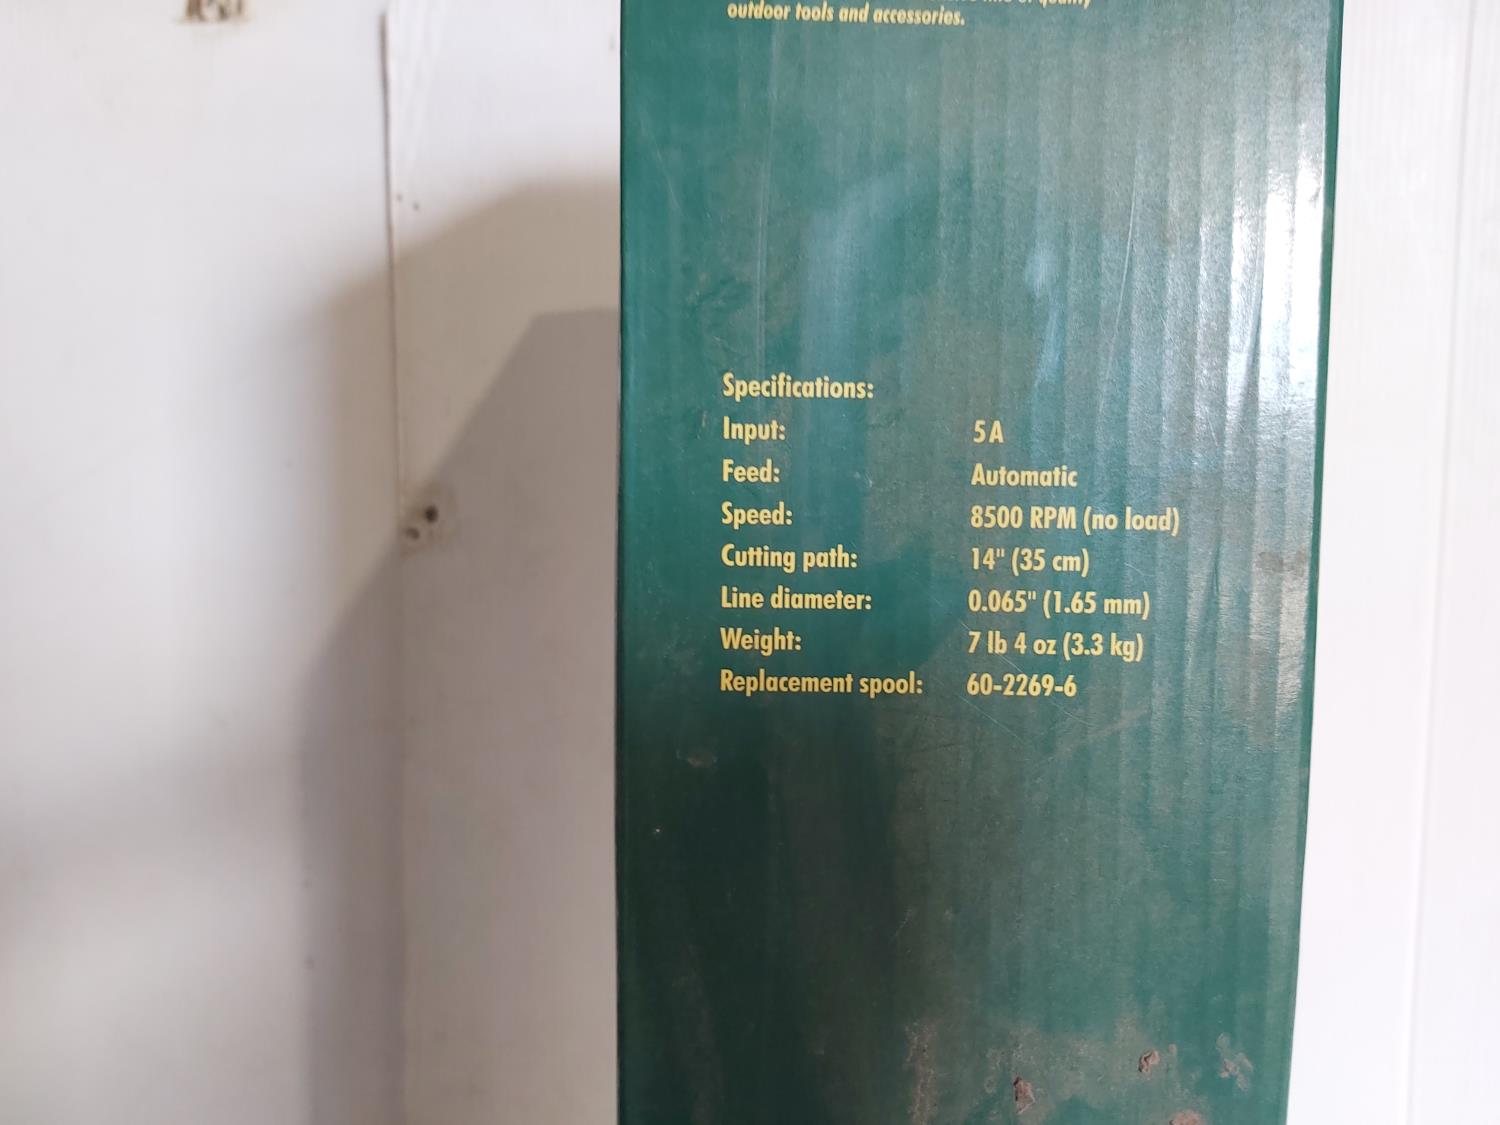 quality
outdoor tools and accessories.
Specifications:
Input: 5 A
Feed: Automatic
Speed: 8500 RPM (no load)
Cutting path: 14" (35 cm)
Line diameter: 0.065" (1.65 mm)
Weight: 7 lb 4 oz (3.3 kg)
Replacement spool: 60-2269-6